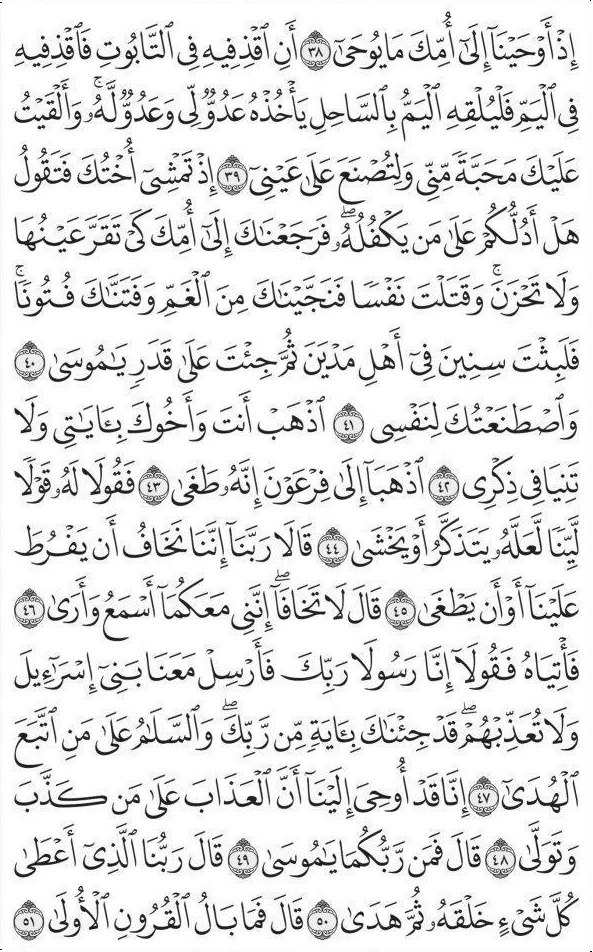 إِذْ أَوْحَيْنَآ إِلَىٰٓ أُمِّكَ مَا يُوحَىٰٓ ٣٨ أَنِ ٱقْذِفِيهِ فِى ٱلتَّابُوتِ فَٱقْذِفِيهِ
فِى ٱلْيَمِّ فَلْيُلْقِهِ ٱلْيَمُّ بِٱلسَّاحِلِ يَأْخُذْهُ عَدُوٌّ لِّى وَعَدُوٌّ لَّهُۥ ۚ وَأَلْقَيْتُ
عَلَيْكَ مَحَبَّةً مِّنِّى وَلِتُصْنَعَ عَلَىٰ عَيْنِىٓ ٣٩ إِذْ تَمْشِىٓ أُخْتُكَ فَتَقُولُ
هَلْ أَدُلُّكُمْ عَلَىٰ مَن يَكْفُلُهُۥ ۖ فَرَجَعْنَـٰكَ إِلَىٰٓ أُمِّكَ كَىْ تَقَرَّ عَيْنُهَا
وَلَا تَحْزَنَ ۚ وَقَتَلْتَ نَفْسًا فَنَجَّيْنَـٰكَ مِنَ ٱلْغَمِّ وَفَتَنَّـٰكَ فُتُونًا ۚ
فَلَبِثْتَ سِنِينَ فِىٓ أَهْلِ مَدْيَنَ ثُمَّ جِئْتَ عَلَىٰ قَدَرٍ يَـٰمُوسَىٰ ٤٠
وَٱصْطَنَعْتُكَ لِنَفْسِى ٤١ ٱذْهَبْ أَنتَ وَأَخُوكَ بِـَٔايَـٰتِى وَلَا
تَنِيَا فِى ذِكْرِى ٤٢ ٱذْهَبَآ إِلَىٰ فِرْعَوْنَ إِنَّهُۥ طَغَىٰ ٤٣ فَقُولَا لَهُۥ قَوْلًا
لَّيِّنًا لَّعَلَّهُۥ يَتَذَكَّرُ أَوْ يَخْشَىٰ ٤٤ قَالَا رَبَّنَآ إِنَّنَا نَخَافُ أَن يَفْرُطَ
عَلَيْنَآ أَوْ أَن يَطْغَىٰ ٤٥ قَالَ لَا تَخَافَآ ۖ إِنَّنِى مَعَكُمَآ أَسْمَعُ وَأَرَىٰ ٤٦
فَأْتِيَاهُ فَقُولَآ إِنَّا رَسُولَا رَبِّكَ فَأَرْسِلْ مَعَنَا بَنِىٓ إِسْرَٰٓءِيلَ
وَلَا تُعَذِّبْهُمْ ۖ قَدْ جِئْنَـٰكَ بِـَٔايَةٍ مِّن رَّبِّكَ ۖ وَٱلسَّلَـٰمُ عَلَىٰ مَنِ ٱتَّبَعَ
ٱلْهُدَىٰٓ ٤٧ إِنَّا قَدْ أُوحِىَ إِلَيْنَآ أَنَّ ٱلْعَذَابَ عَلَىٰ مَن كَذَّبَ
وَتَوَلَّىٰ ٤٨ قَالَ فَمَن رَّبُّكُمَا يَـٰمُوسَىٰ ٤٩ قَالَ رَبُّنَا ٱلَّذِىٓ أَعْطَىٰ
كُلَّ شَىْءٍ خَلْقَهُۥ ثُمَّ هَدَىٰ ٥٠ قَالَ فَمَا بَالُ ٱلْقُرُونِ ٱلْأُولَىٰ ٥١